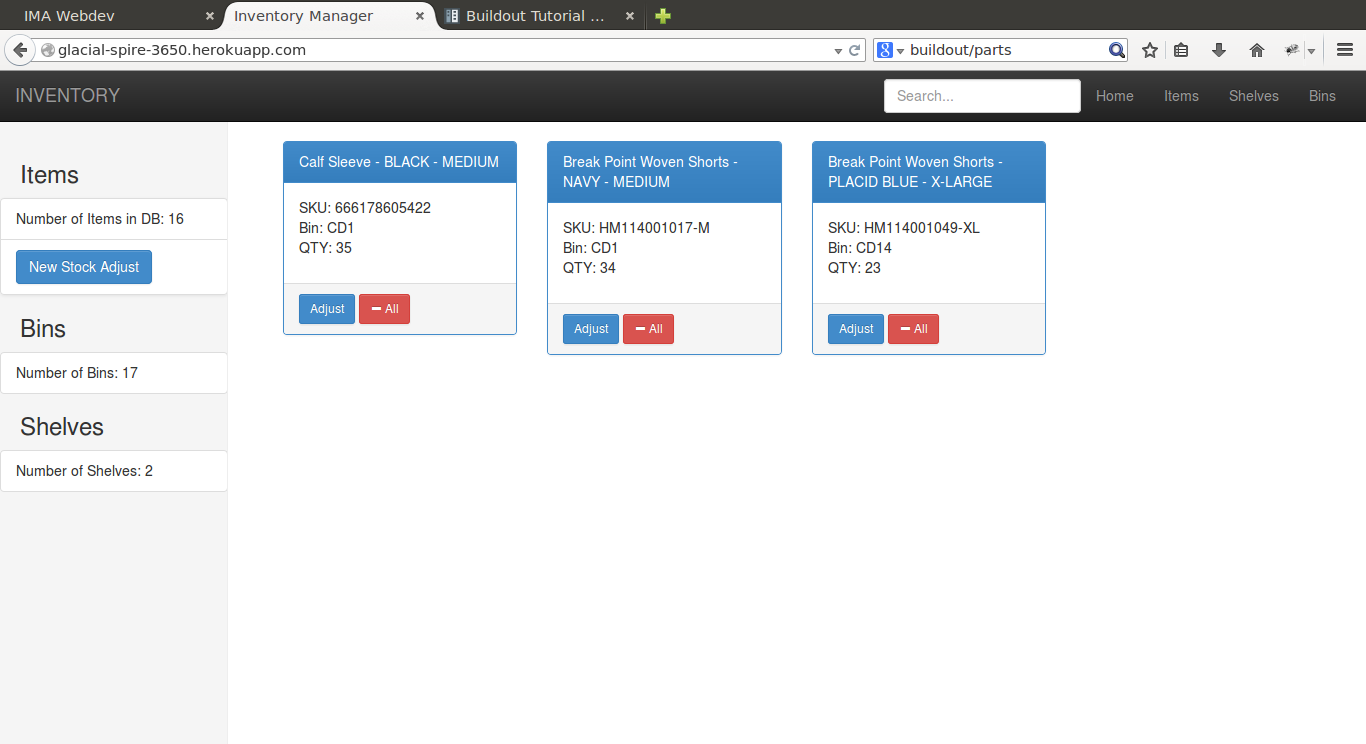 IMA Webdev
Inventory Manager
Buildout Tutorial ...
glacial-spire-3650.herokuapp.com
buildout/parts
INVENTORY
Search...
Home
Items
Shelves
Bins
Items
Number of Items in DB: 16
New Stock Adjust
Bins
Number of Bins: 17
Shelves
Number of Shelves: 2
Calf Sleeve - BLACK - MEDIUM
SKU: 666178605422
Bin: CD1
QTY: 35
Adjust
All
Break Point Woven Shorts -
NAVY - MEDIUM
SKU: HM114001017-M
Bin: CD1
QTY: 34
Adjust
All
Break Point Woven Shorts -
PLACID BLUE - X-LARGE
SKU: HM114001049-XL
Bin: CD14
QTY: 23
Adjust
All